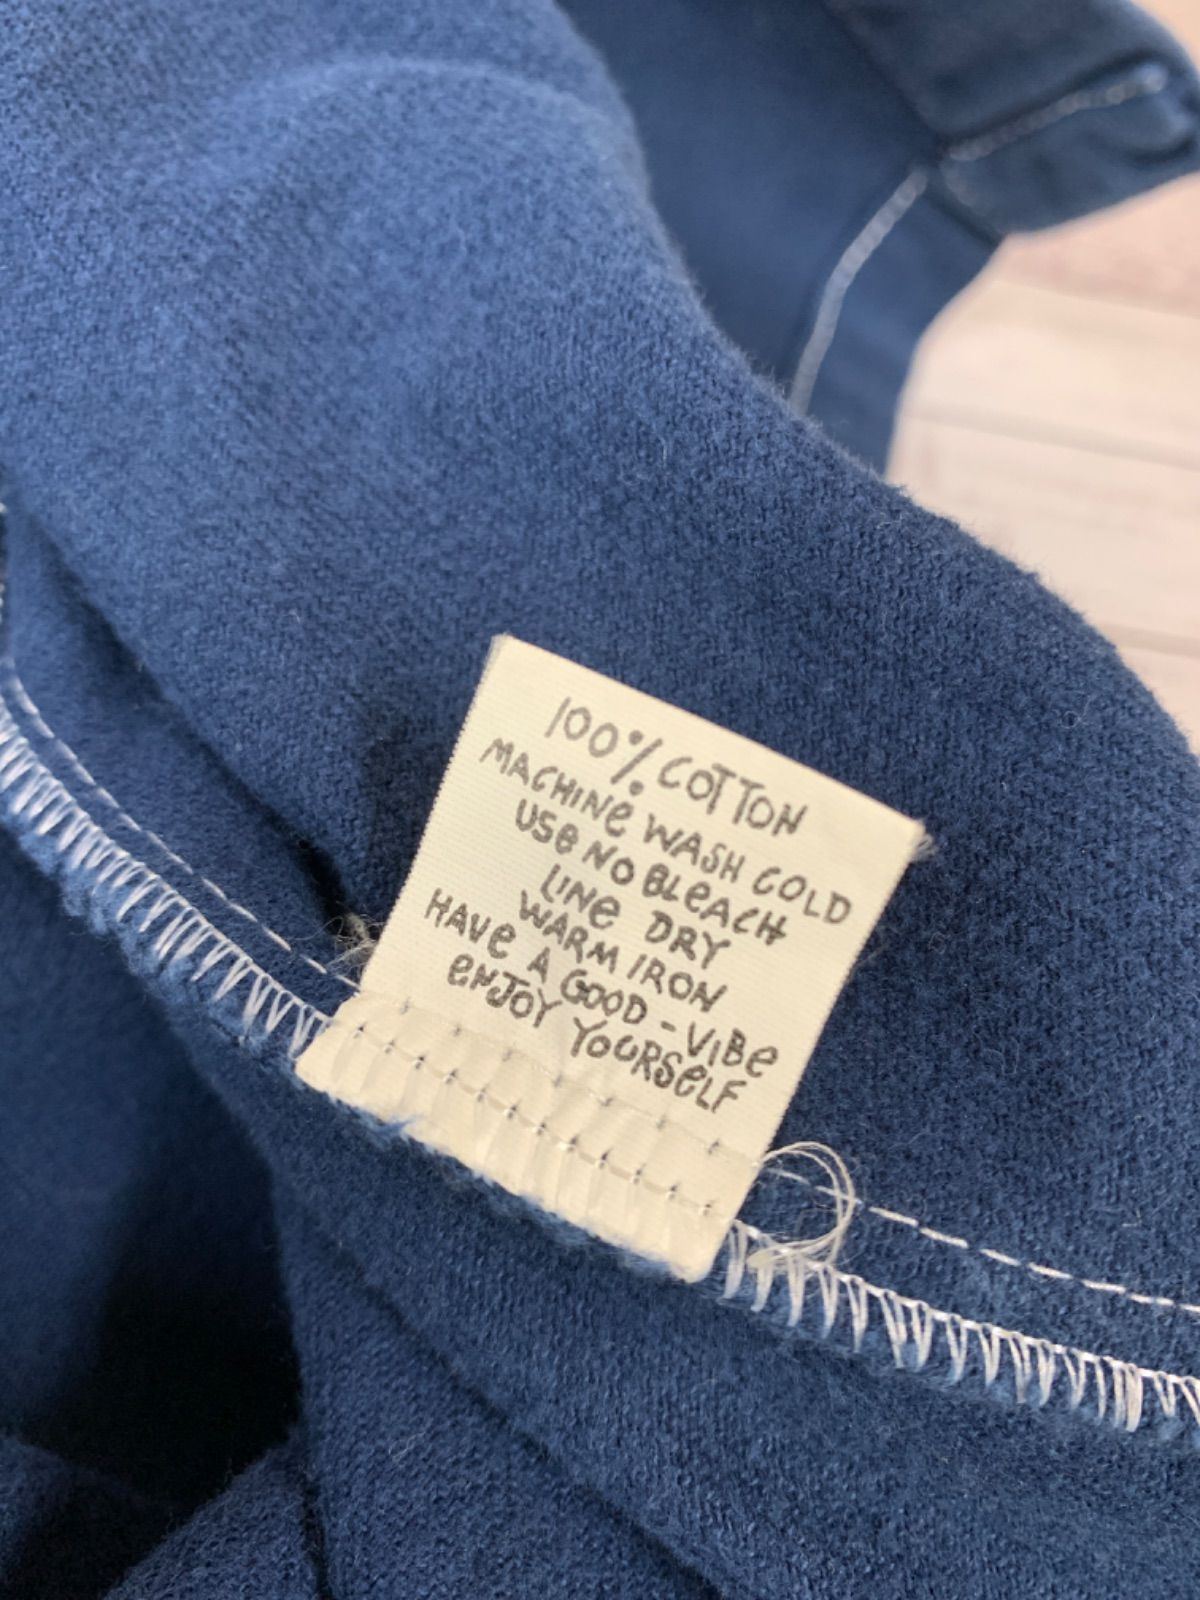 100% COTTON
MACHINe WASH COLD
USe NO BLEACH
LINe DRY
WARM IRON
HAVe A GOOD-VIBe
eNJOY YOURSeLF